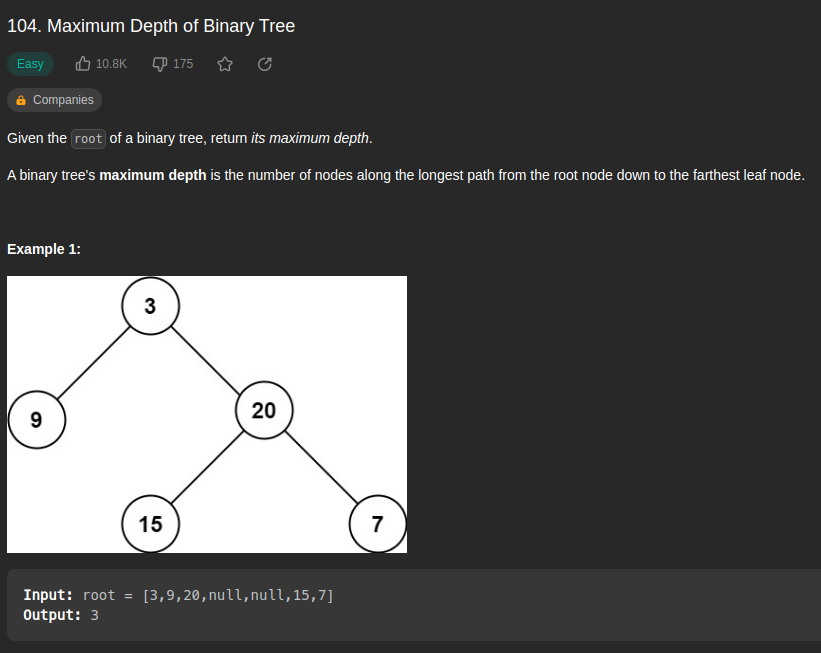 104. Maximum Depth of Binary Tree
Easy 10.8K 175
Companies
Given the root of a binary tree, return its maximum depth.
A binary tree's maximum depth is the number of nodes along the longest path from the root node down to the farthest leaf node.
Example 1:
3
9
20
15
7
Input: root = [3,9,20,null,null,15,7]
Output: 3